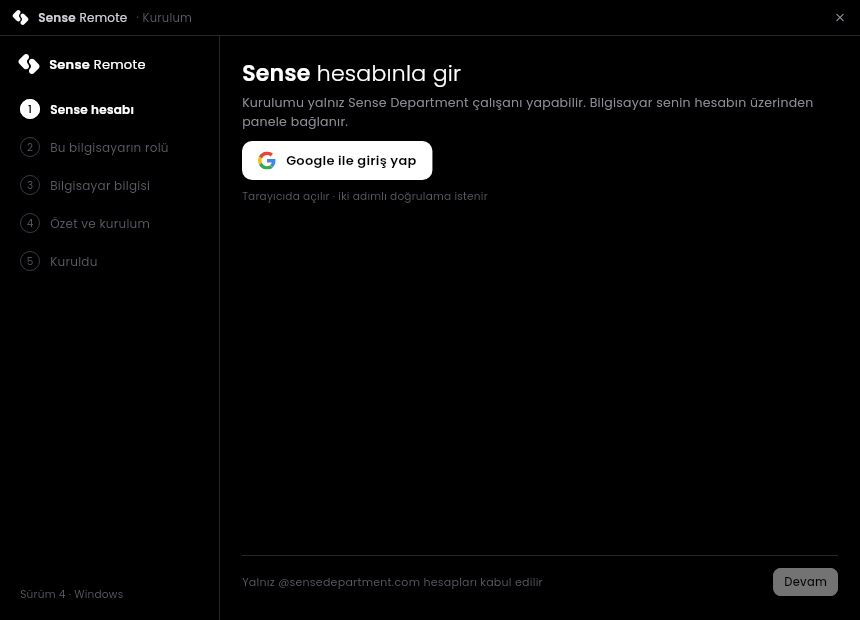 Sense Remote · Kurulum
Sense Remote
1 Sense hesabı
2 Bu bilgisayarın rolü
3 Bilgisayar bilgisi
4 Özet ve kurulum
5 Kuruldu
Sürüm 4 · Windows
Sense hesabınla gir
Kurulumu yalnız Sense Department çalışanı yapabilir. Bilgisayar senin hesabın üzerinden
panele bağlanır.
Google ile giriş yap
Tarayıcıda açılır · iki adımlı doğrulama istenir
Yalnız @sensedepartment.com hesapları kabul edilir
Devam